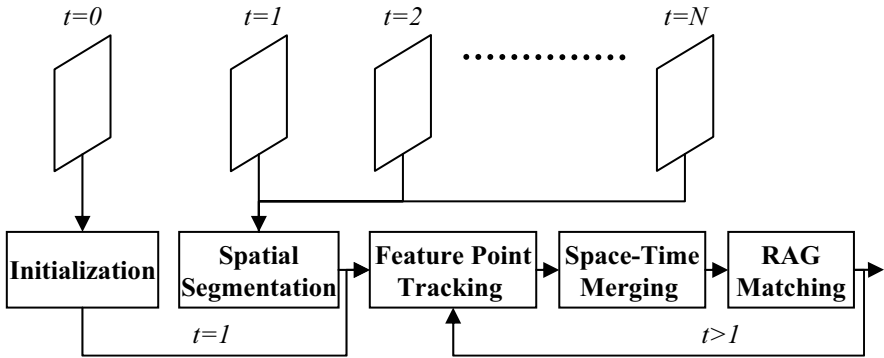 t=0
t=1
t=2
t=N
Initialization
Spatial
Segmentation
Feature Point
Tracking
Space-Time
Merging
RAG
Matching
t=1
t>1